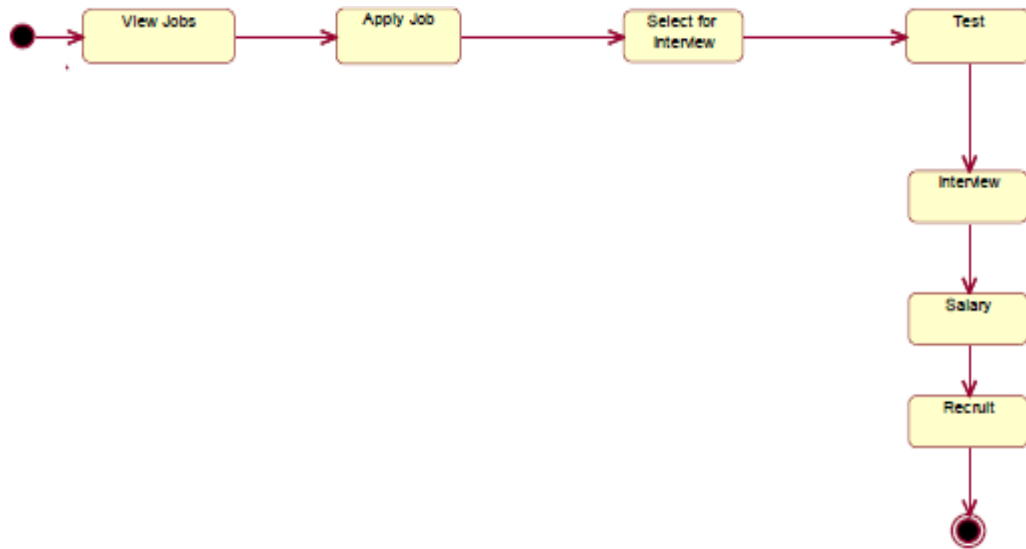 View Jobs
Apply Job
Select for
Interview
Test
Interview
Salary
Recruit